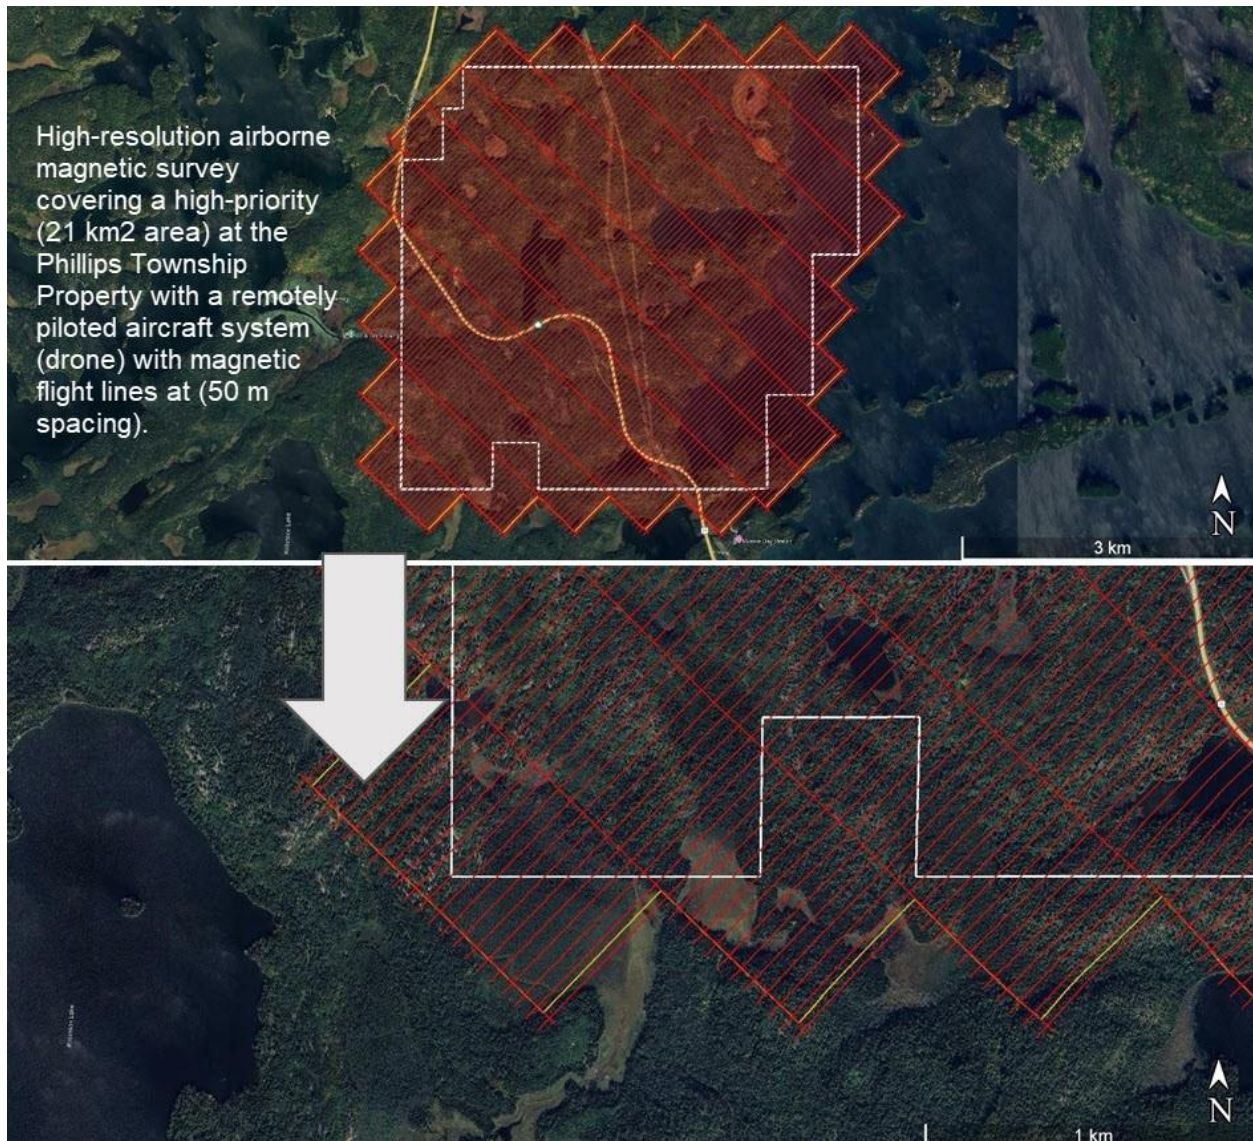 High-resolution airborne
magnetic survey
covering a high-priority
(21 km2 area) at the
Phillips Township
Property with a remotely
piloted aircraft system
(drone) with magnetic
flight lines at (50 m
spacing).
N
3 km
N
1 km